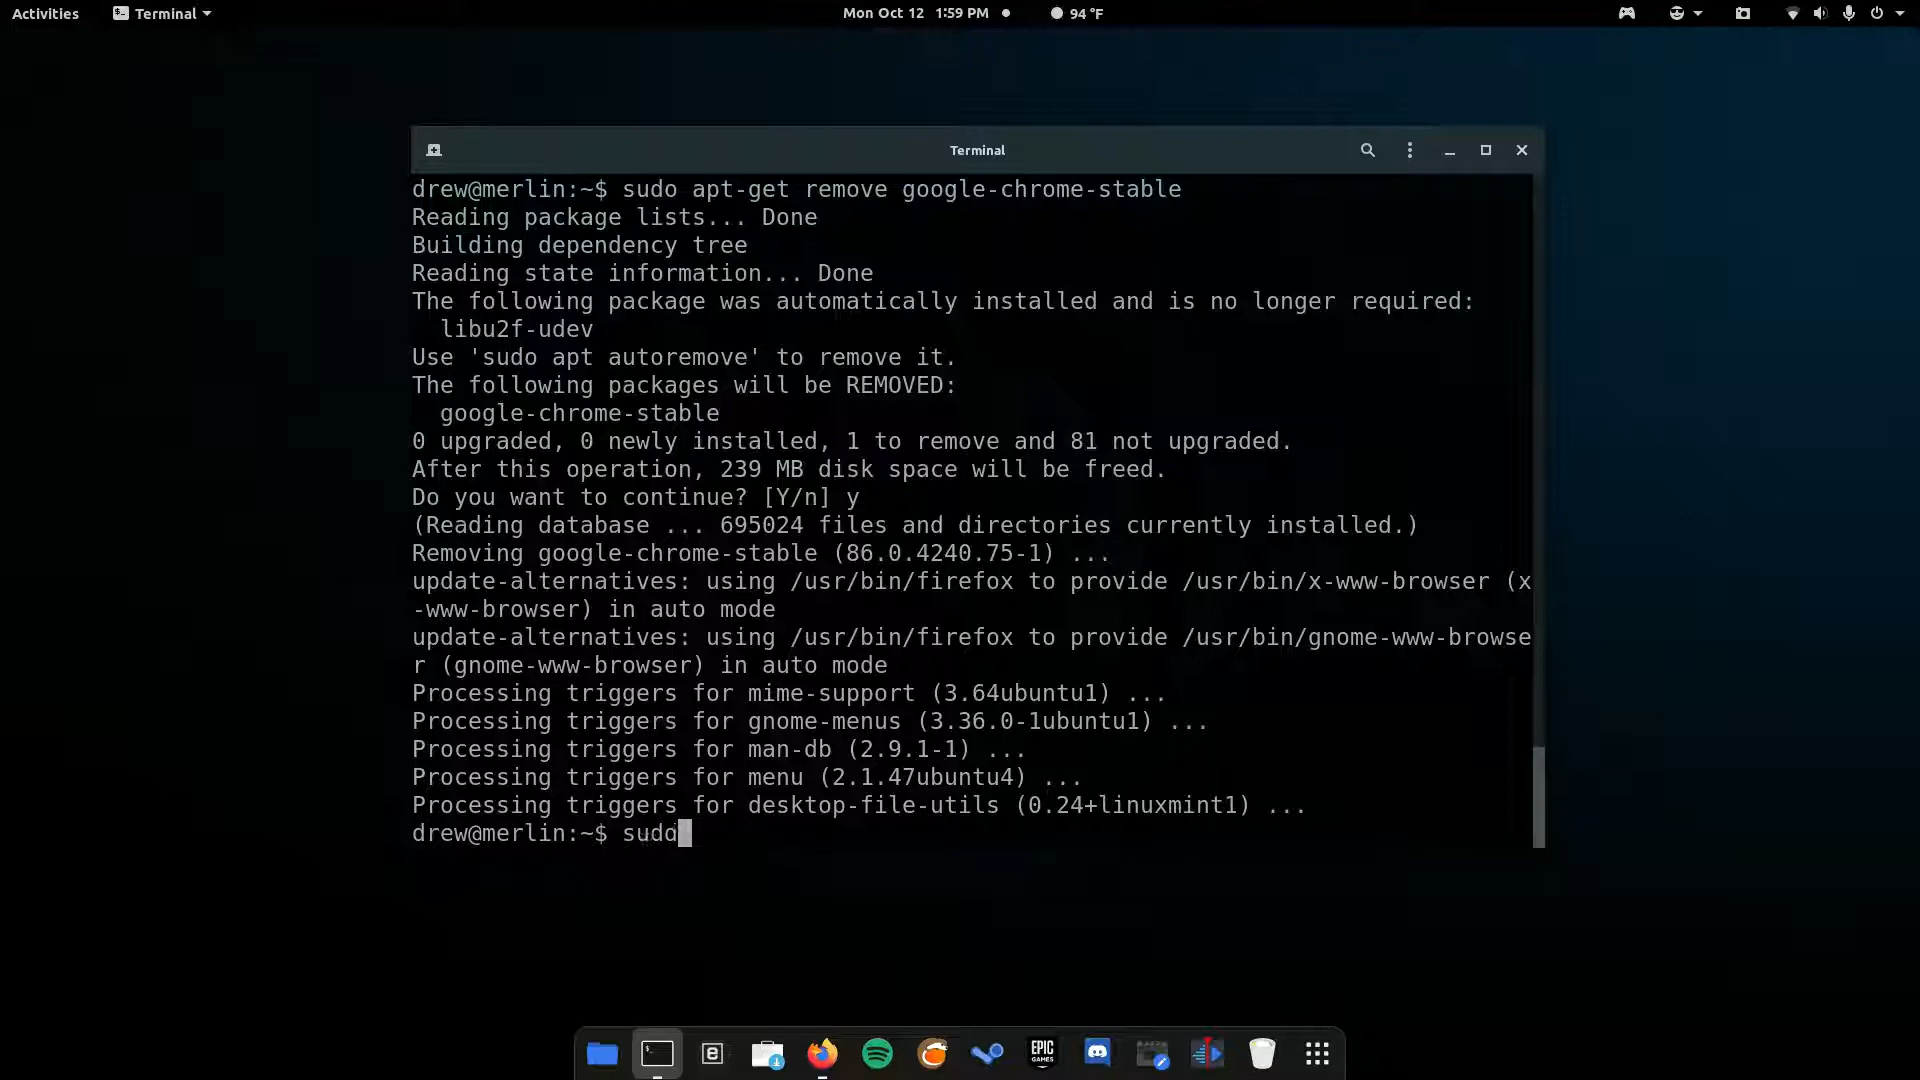 Activities Terminal Mon Oct 12 1:59 PM 94 °F
Terminal
drew@merlin:~$ sudo apt-get remove google-chrome-stable
Reading package lists... Done
Building dependency tree
Reading state information... Done
The following package was automatically installed and is no longer required:
  libu2f-udev
Use 'sudo apt autoremove' to remove it.
The following packages will be REMOVED:
  google-chrome-stable
0 upgraded, 0 newly installed, 1 to remove and 81 not upgraded.
After this operation, 239 MB disk space will be freed.
Do you want to continue? [Y/n] y
(Reading database ... 695024 files and directories currently installed.)
Removing google-chrome-stable (86.0.4240.75-1) ...
update-alternatives: using /usr/bin/firefox to provide /usr/bin/x-www-browser (x
-www-browser) in auto mode
update-alternatives: using /usr/bin/firefox to provide /usr/bin/gnome-www-browse
r (gnome-www-browser) in auto mode
Processing triggers for mime-support (3.64ubuntu1) ...
Processing triggers for gnome-menus (3.36.0-1ubuntu1) ...
Processing triggers for man-db (2.9.1-1) ...
Processing triggers for menu (2.1.47ubuntu4) ...
Processing triggers for desktop-file-utils (0.24+linuxmint1) ...
drew@merlin:~$ sudo
EPIC
GAMES